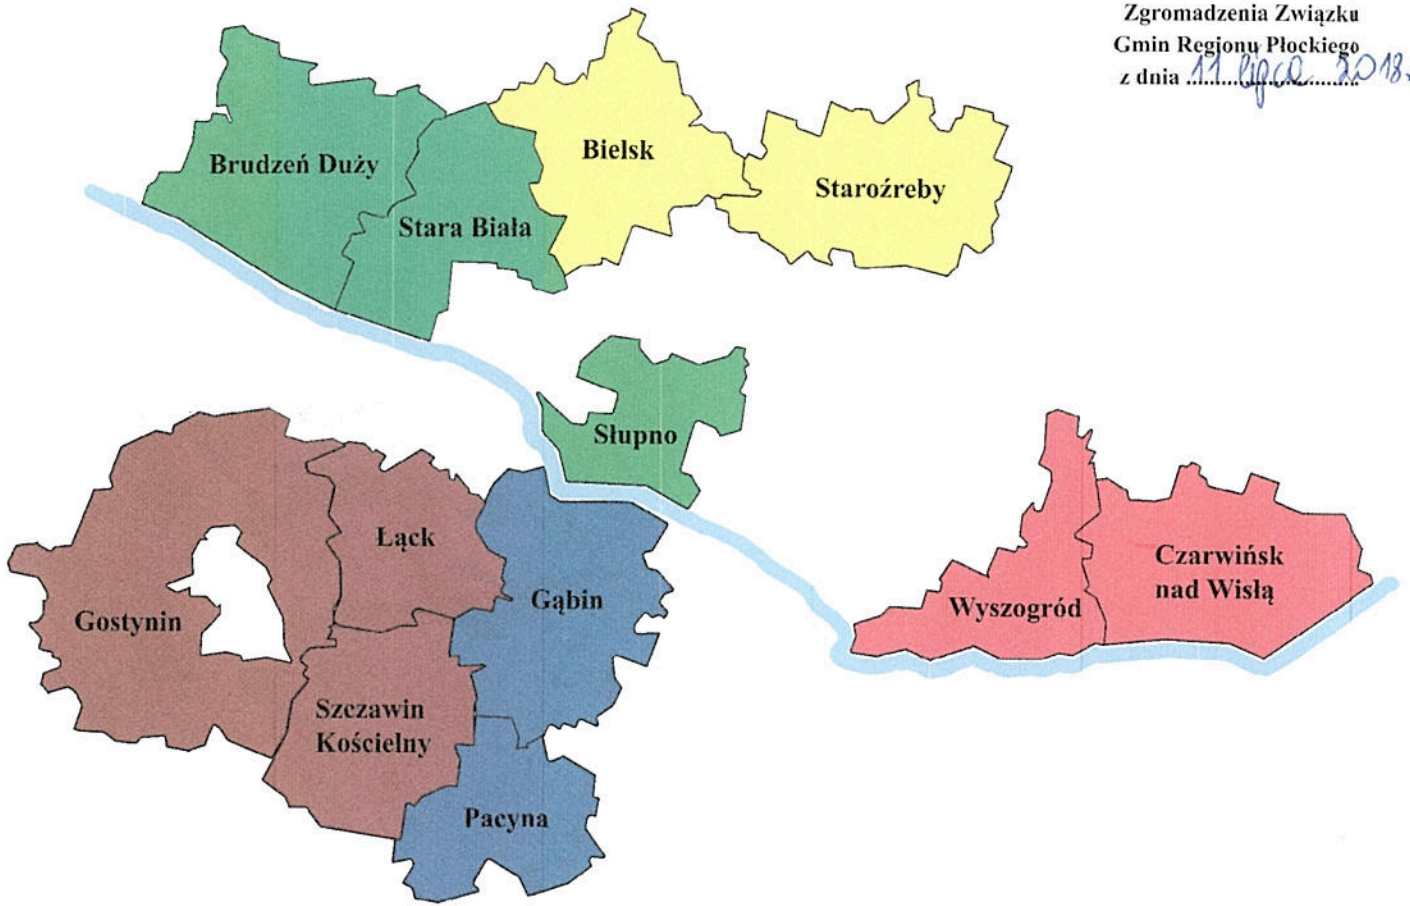 Zgromadzenia Związku
Gmin Regionu Płockiego
z dnia 11 lipca 2018r.
Brudzeń Duży
Stara Biała
Bielsk
Staroźreby
Słupno
Gostynin
Łąck
Gąbin
Szczawin
Kościelny
Pacyna
Wyszogród
Czarwińsk
nad Wisłą